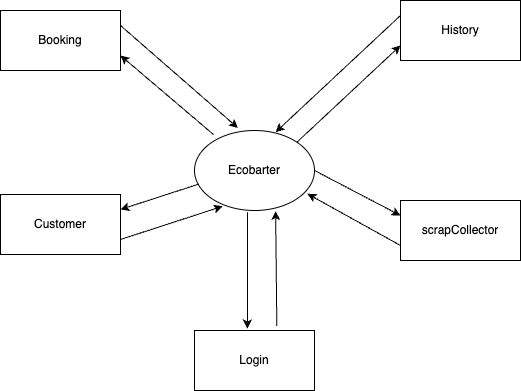 Booking
History
Ecobarter
Customer
scrapCollector
Login